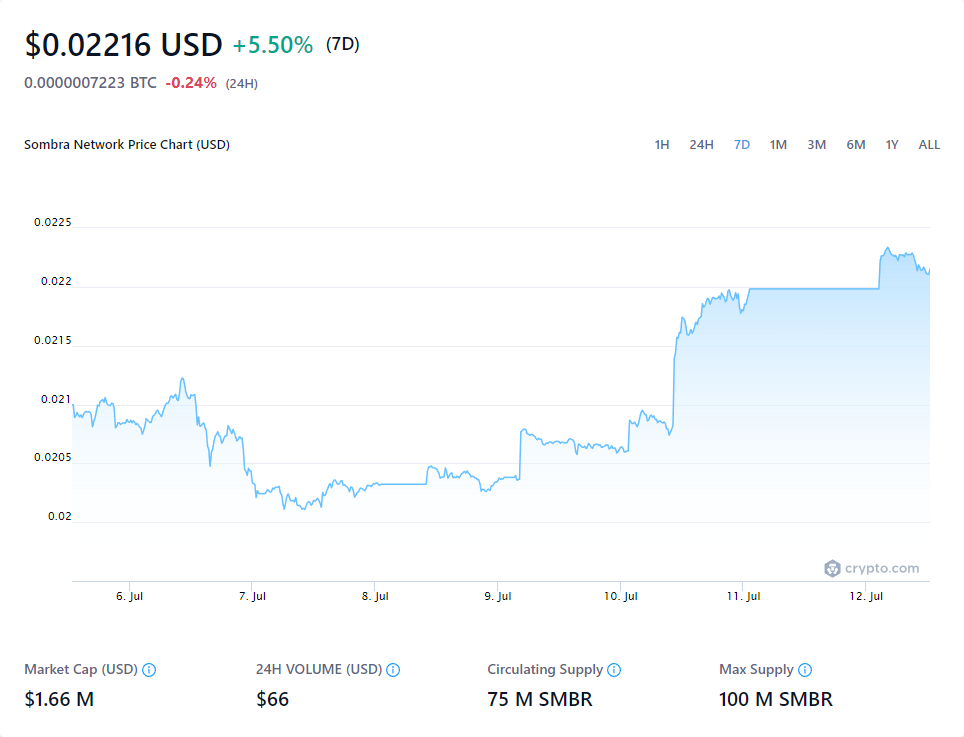 $0.02216 USD +5.50% (7D)
0.0000007223 BTC -0.24% (24H)
Sombra Network Price Chart (USD) 1H 24H 7D 1M 3M 6M 1Y ALL
0.0225
0.022
0.0215
0.021
0.0205
0.02
crypto.com
6. Jul 7. Jul 8. Jul 9. Jul 10. Jul 11. Jul 12. Jul
Market Cap (USD) 24H VOLUME (USD) Circulating Supply Max Supply
$1.66 M $66 75 M SMBR 100 M SMBR